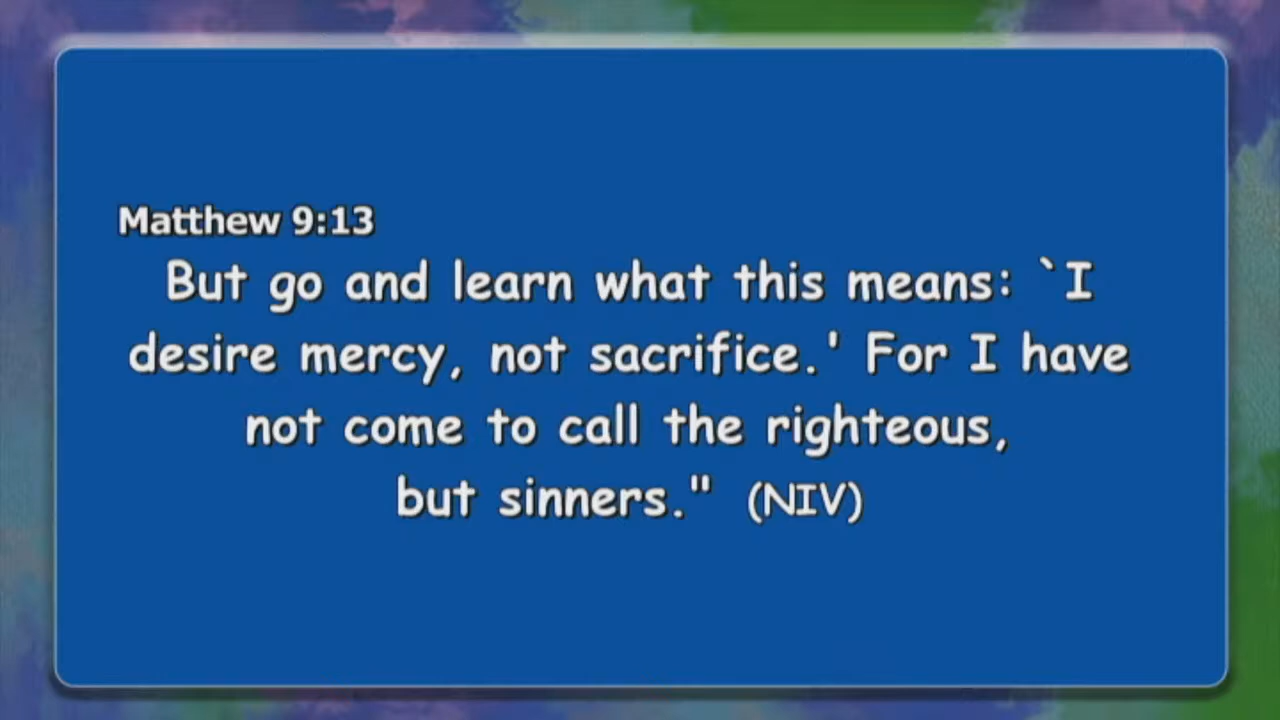 Matthew 9:13
But go and learn what this means: `I
desire mercy, not sacrifice.' For I have
not come to call the righteous,
but sinners." (NIV)